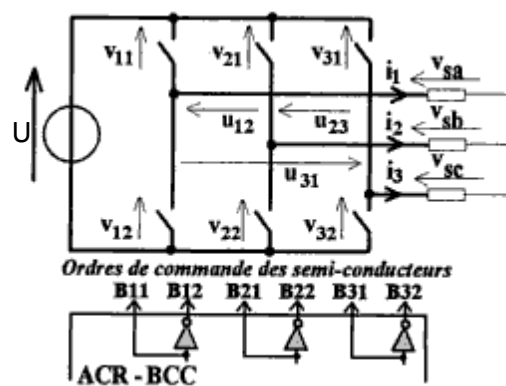 v11 v21 v31 i1 vsa
U u12 u23 i2 vsb
u31 i3 vsc
v12 v22 v32
Ordres de commande des semi-conducteurs
B11 B12 B21 B22 B31 B32
ACR - BCC